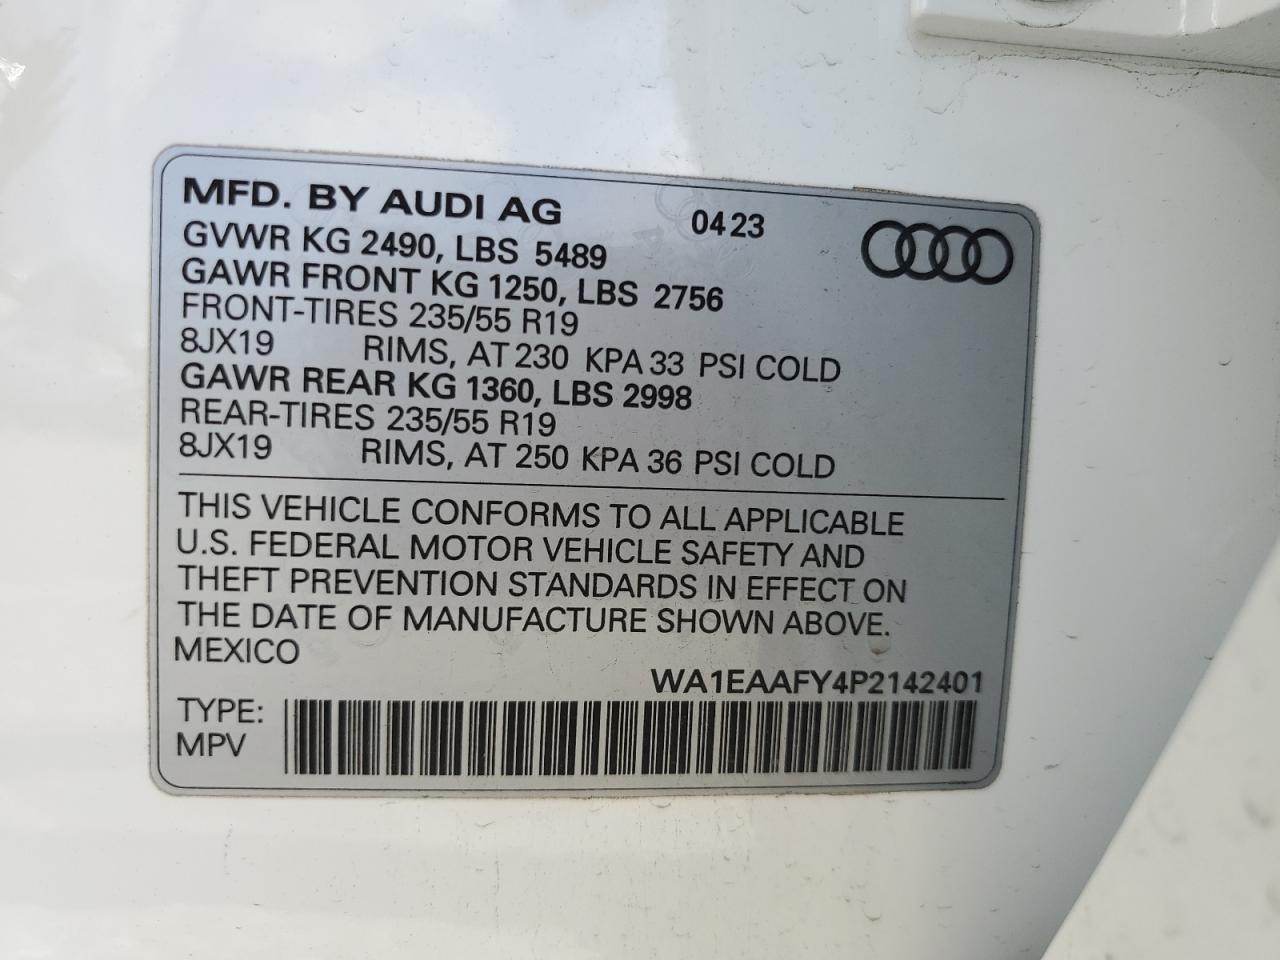 MFD. BY AUDI AG 04 23
GVWR KG 2490, LBS 5489
GAWR FRONT KG 1250, LBS 2756
FRONT-TIRES 235/55 R19
8JX19 RIMS, AT 230 KPA 33 PSI COLD
GAWR REAR KG 1360, LBS 2998
REAR-TIRES 235/55 R19
8JX19 RIMS, AT 250 KPA 36 PSI COLD
THIS VEHICLE CONFORMS TO ALL APPLICABLE
U.S. FEDERAL MOTOR VEHICLE SAFETY AND
THEFT PREVENTION STANDARDS IN EFFECT ON
THE DATE OF MANUFACTURE SHOWN ABOVE.
MEXICO
WA1EAAFY4P2142401
TYPE:
MPV